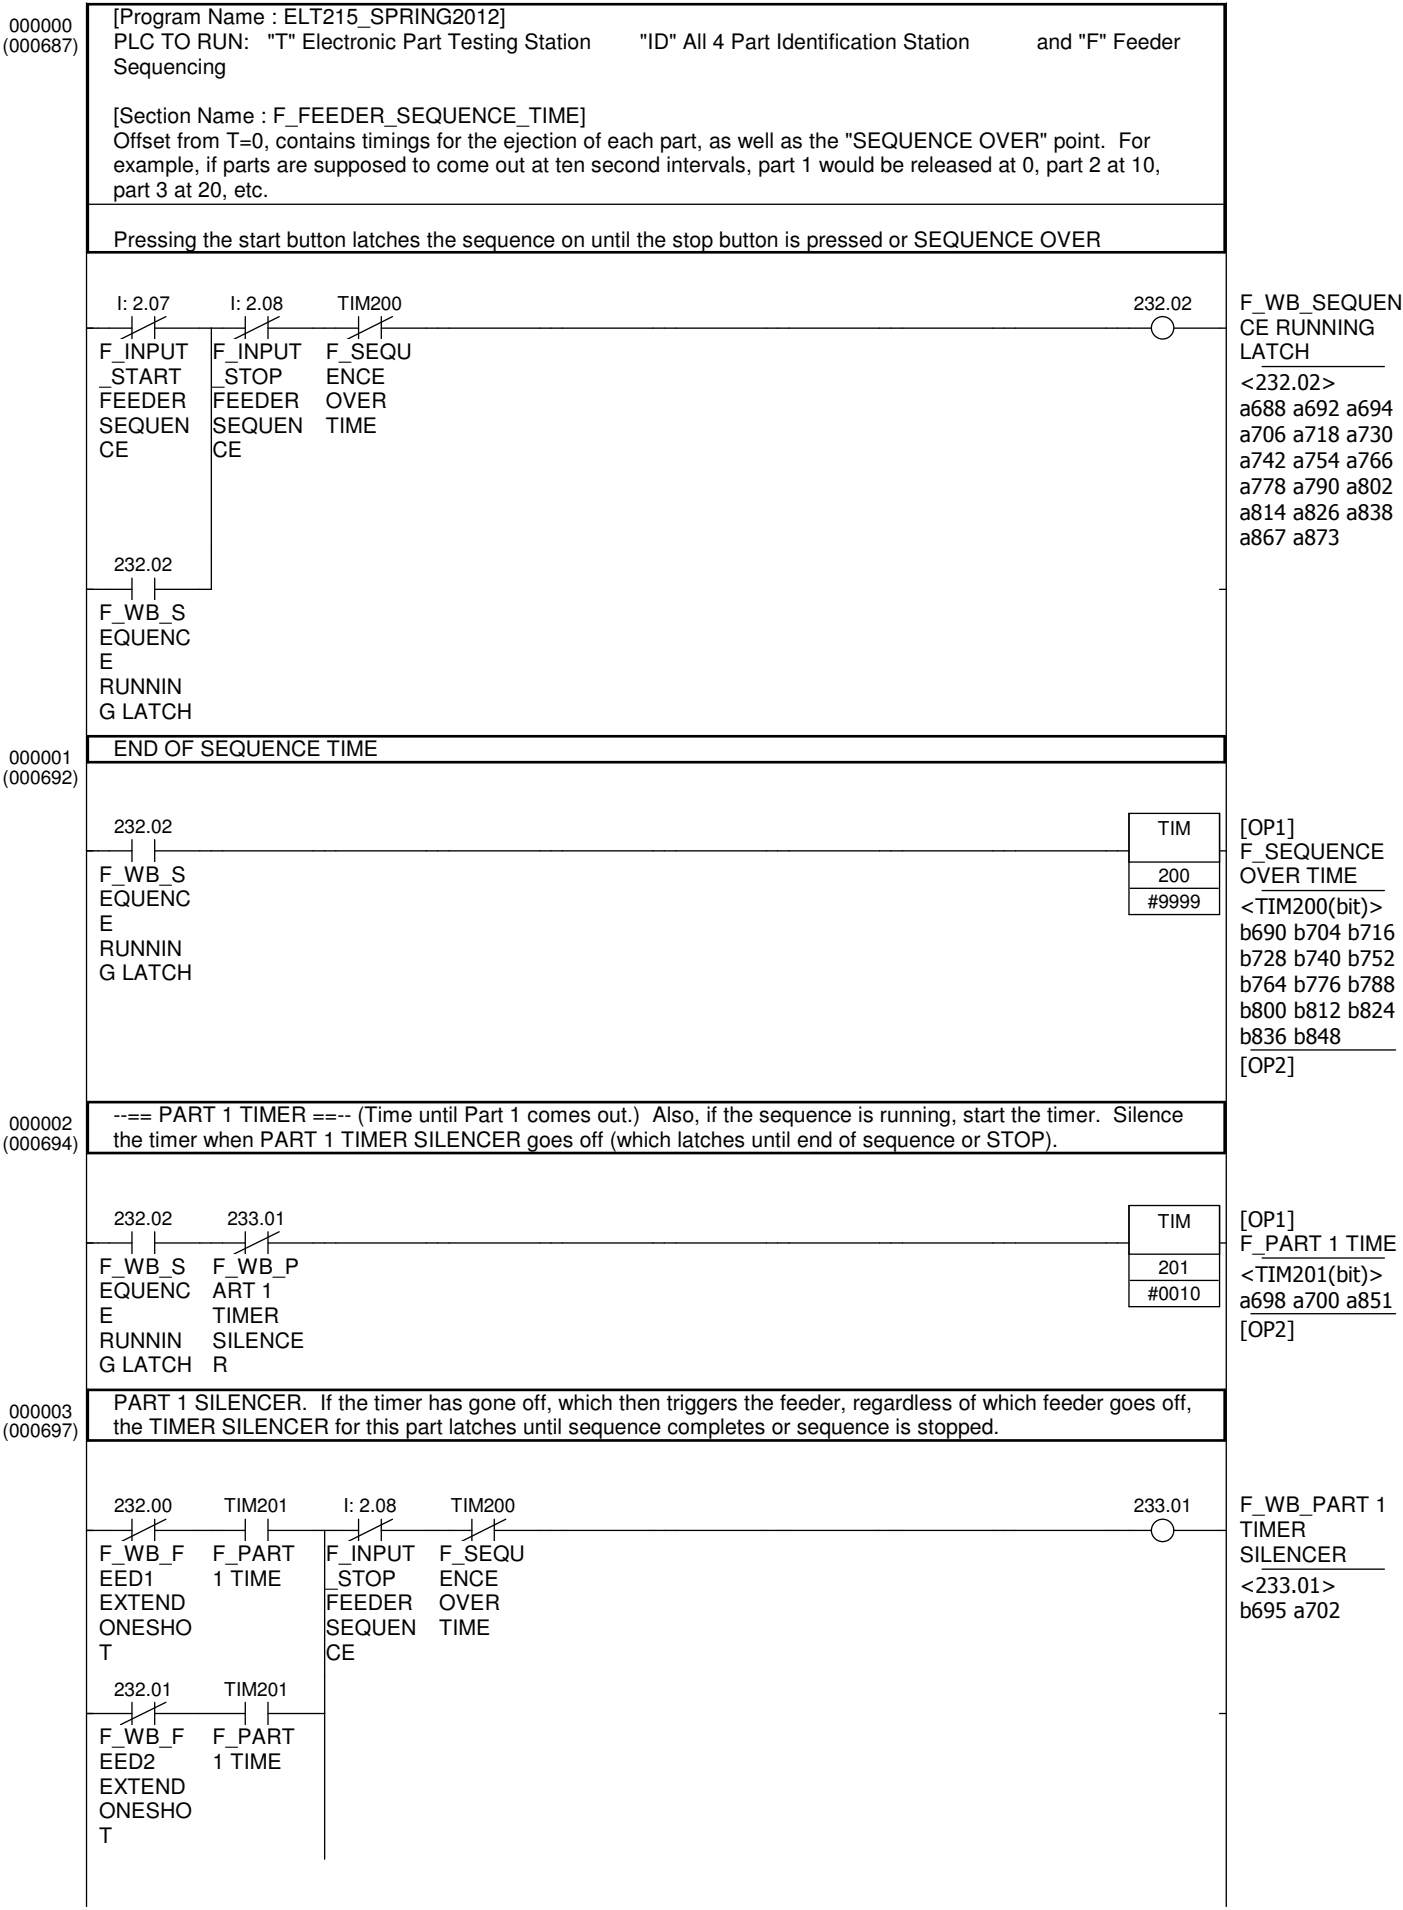 000000
(000687)
[Program Name : ELT215_SPRING2012]
PLC TO RUN: "T" Electronic Part Testing Station "ID" All 4 Part Identification Station and "F" Feeder
Sequencing
[Section Name : F_FEEDER_SEQUENCE_TIME]
Offset from T=0, contains timings for the ejection of each part, as well as the "SEQUENCE OVER" point. For
example, if parts are supposed to come out at ten second intervals, part 1 would be released at 0, part 2 at 10,
part 3 at 20, etc.
Pressing the start button latches the sequence on until the stop button is pressed or SEQUENCE OVER
I: 2.07
F_INPUT
_START
FEEDER
SEQUEN
CE
I: 2.08
F_INPUT
_STOP
FEEDER
SEQUEN
CE
TIM200
F_SEQU
ENCE
OVER
TIME
232.02
F_WB_SEQUEN
CE RUNNING
LATCH
<232.02>
a688 a692 a694
a706 a718 a730
a742 a754 a766
a778 a790 a802
a814 a826 a838
a867 a873
232.02
F_WB_S
EQUENC
E
RUNNIN
G LATCH
000001
(000692)
END OF SEQUENCE TIME
232.02
F_WB_S
EQUENC
E
RUNNIN
G LATCH
TIM
200
#9999
[OP1]
F_SEQUENCE
OVER TIME
<TIM200(bit)>
b690 b704 b716
b728 b740 b752
b764 b776 b788
b800 b812 b824
b836 b848
[OP2]
000002
(000694)
--== PART 1 TIMER ==-- (Time until Part 1 comes out.) Also, if the sequence is running, start the timer. Silence
the timer when PART 1 TIMER SILENCER goes off (which latches until end of sequence or STOP).
232.02
F_WB_S
EQUENC
E
RUNNIN
G LATCH
233.01
F_WB_P
ART 1
TIMER
SILENCE
R
TIM
201
#0010
[OP1]
F_PART 1 TIME
<TIM201(bit)>
a698 a700 a851
[OP2]
000003
(000697)
PART 1 SILENCER. If the timer has gone off, which then triggers the feeder, regardless of which feeder goes off,
the TIMER SILENCER for this part latches until sequence completes or sequence is stopped.
232.00
F_WB_F
EED1
EXTEND
ONESHO
T
TIM201
F_PART
1 TIME
I: 2.08
F_INPUT
_STOP
FEEDER
SEQUEN
CE
TIM200
F_SEQU
ENCE
OVER
TIME
233.01
F_WB_PART 1
TIMER
SILENCER
<233.01>
b695 a702
232.01
F_WB_F
EED2
EXTEND
ONESHO
T
TIM201
F_PART
1 TIME